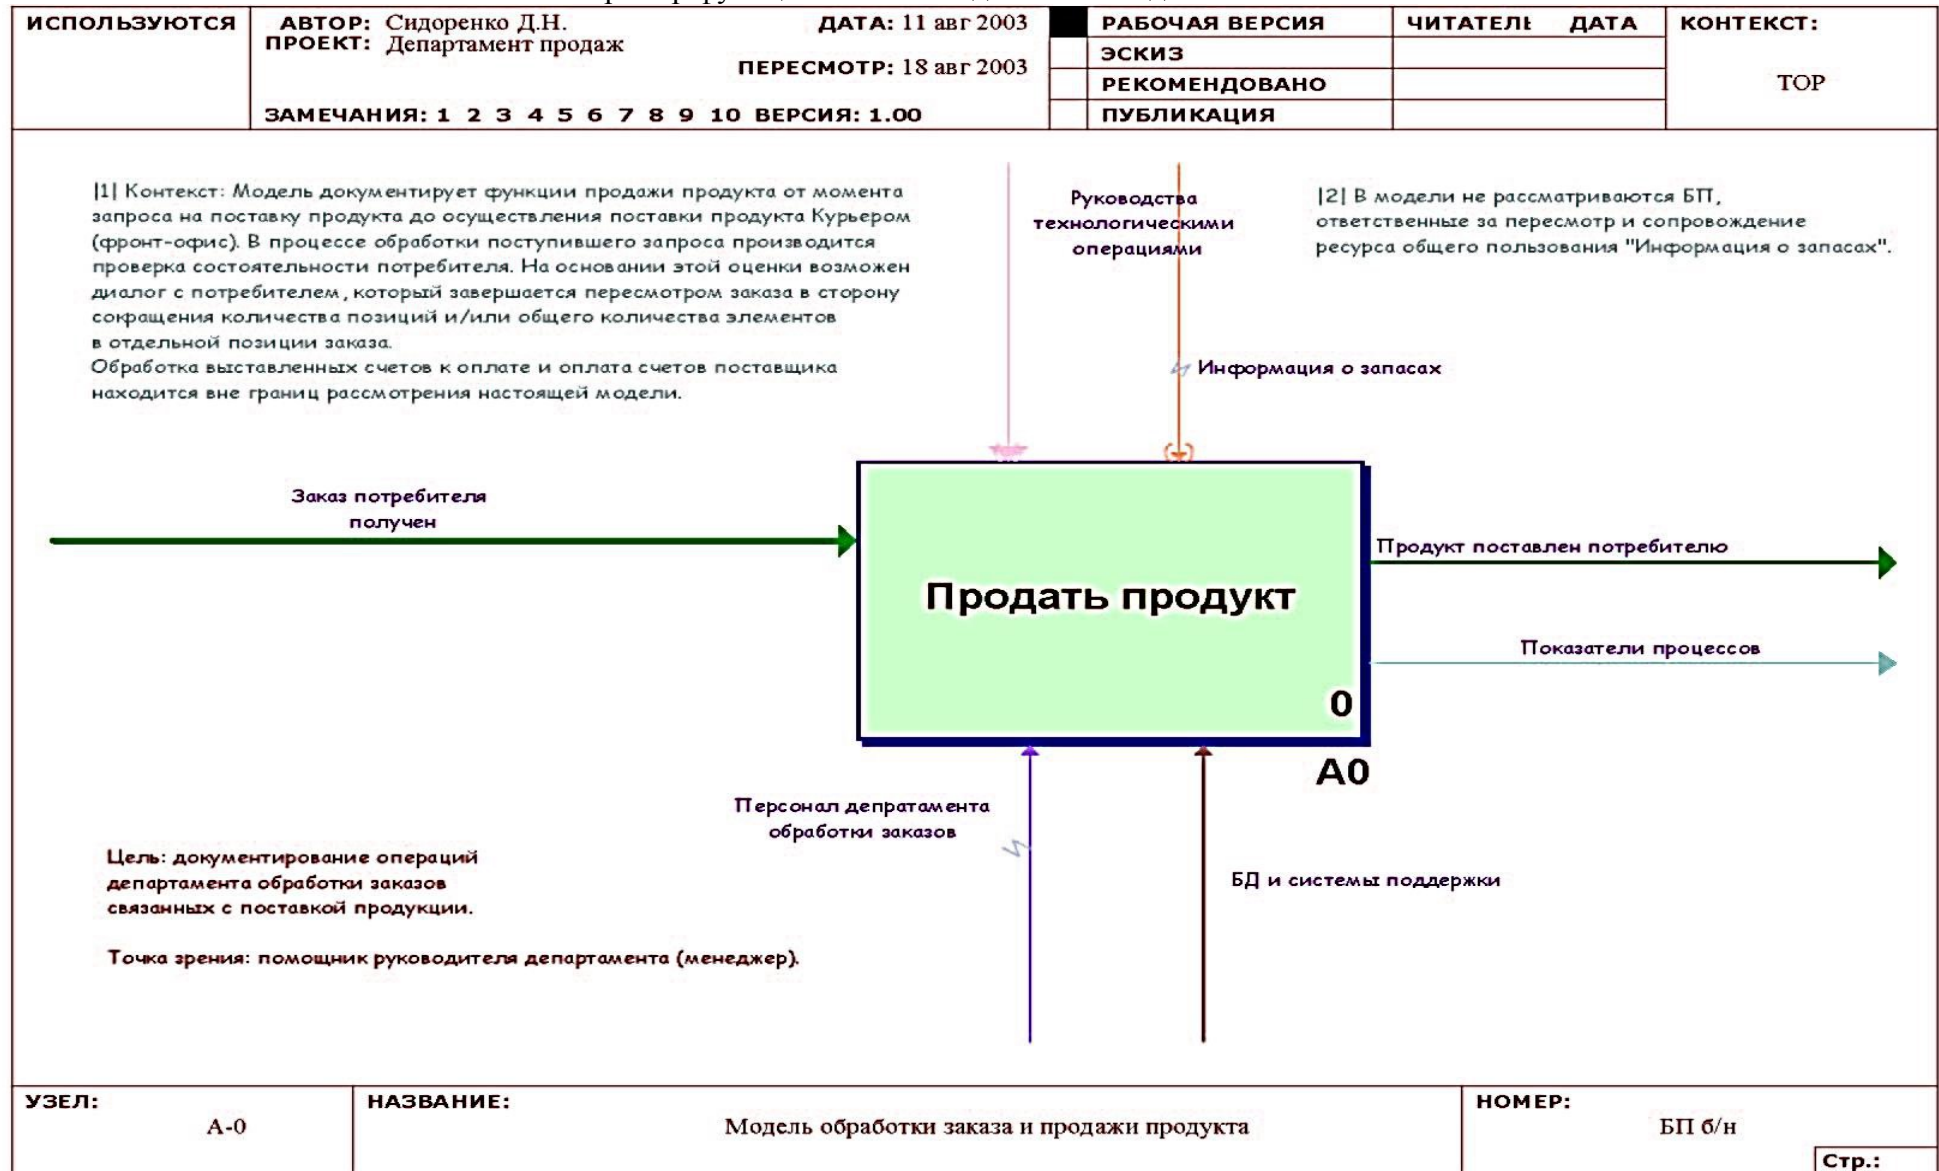 ИСПОЛЬЗУЮТСЯ
АВТОР: Сидоренко Д.Н.
ДАТА: 11 авг 2003
ПРОЕКТ: Департамент продаж
ПЕРЕСМОТР: 18 авг 2003
ЗАМЕЧАНИЯ: 1 2 3 4 5 6 7 8 9 10 ВЕРСИЯ: 1.00
РАБОЧАЯ ВЕРСИЯ
ЭСКИЗ
РЕКОМЕНДОВАНО
ПУБЛИКАЦИЯ
ЧИТАТЕЛЬ ДАТА
КОНТЕКСТ:
TOP
|1| Контекст: Модель документирует функции продажи продукта от момента
запроса на поставку продукта до осуществления поставки продукта Курьером
(фронт-офис). В процессе обработки поступившего запроса производится
проверка состоятельности потребителя. На основании этой оценки возможен
диалог с потребителем, который завершается пересмотром заказа в сторону
сокращения количества позиций и/или общего количества элементов
в отдельной позиции заказа.
Обработка выставленных счетов к оплате и оплата счетов поставщика
находится вне границ рассмотрения настоящей модели.
Руководства
технологическими
операциями
|2| В модели не рассматриваются БП,
ответственные за пересмотр и сопровождение
ресурса общего пользования "Информация о запасах".
Информация о запасах
Заказ потребителя
получен
Продать продукт
0
A0
Продукт поставлен потребителю
Показатели процессов
Персонал депратамента
обработки заказов
БД и системы поддержки
Цель: документирование операций
департамента обработки заказов
связанных с поставкой продукции.
Точка зрения: помощник руководителя департамента (менеджер).
УЗЕЛ:
A-0
НАЗВАНИЕ:
Модель обработки заказа и продажи продукта
НОМЕР:
БП б/н
Стр.: